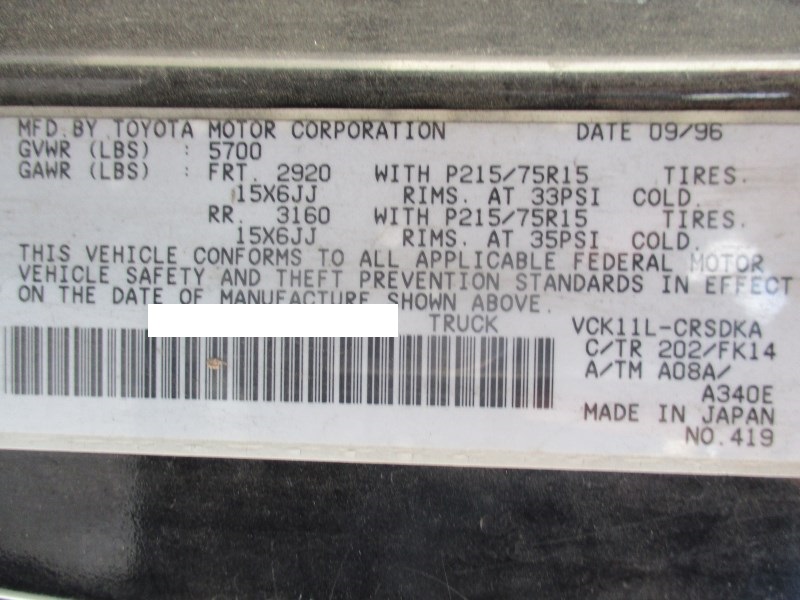 MFD.BY TOYOTA MOTOR CORPORATION DATE 09/96
GVWR (LBS) : 5700
GAWR (LBS) : FRT. 2920 WITH P215/75R15 TIRES.
15X6JJ RIMS. AT 33PSI COLD.
RR. 3160 WITH P215/75R15 TIRES.
15X6JJ RIMS. AT 35PSI COLD.
THIS VEHICLE CONFORMS TO ALL APPLICABLE FEDERAL MOTOR
VEHICLE SAFETY AND THEFT PREVENTION STANDARDS IN EFFECT
ON THE DATE OF MANUFACTURE SHOWN ABOVE.
TRUCK VCK11L-CRSDKA
C/TR 202/FK14
A/TM A08A/
A340E
MADE IN JAPAN
NO.419